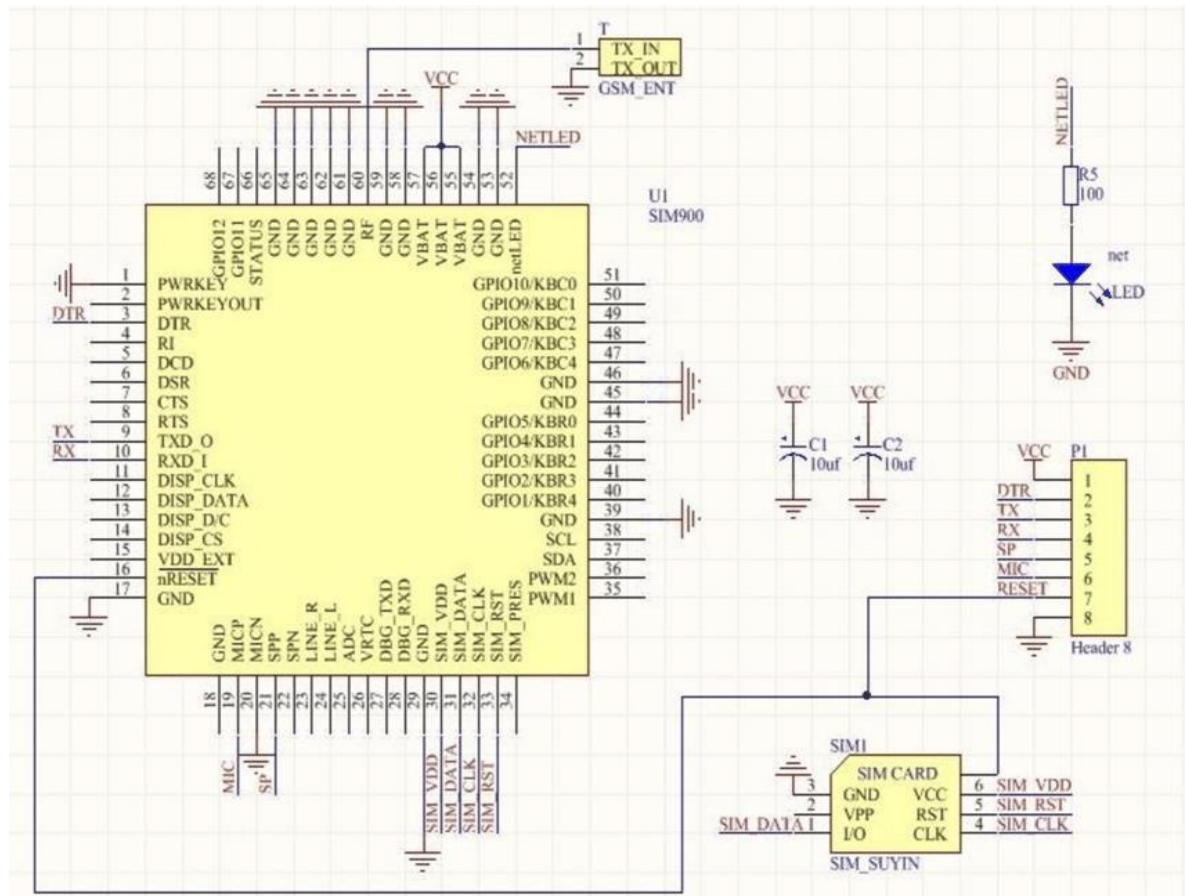 T
1 TX_IN
2 TX_OUT
GSM_ENT
VCC
NETLED
68 67 66 65 64 63 62 61 60 59 58 57 56 55 54 53 52
GPIO12 GPIO11 STATUS GND GND GND GND GND RF GND GND VBAT VBAT VBAT GND GND netLED
U1
SIM900
1 PWRKEY
2 PWRKEYOUT
DTR 3 DTR
4 RI
5 DCD
6 DSR
7 CTS
8 RTS
TX 9 TXD_O
RX 10 RXD_I
11 DISP_CLK
12 DISP_DATA
13 DISP_D/C
14 DISP_CS
15 VDD_EXT
16 nRESET
17 GND
GPIO10/KBC0 51
GPIO9/KBC1 50
GPIO8/KBC2 49
GPIO7/KBC3 48
GPIO6/KBC4 47
GND 46
GND 45
GPIO5/KBR0 44
GPIO4/KBR1 43
GPIO3/KBR2 42
GPIO2/KBR3 41
GPIO1/KBR4 40
GND 39
SCL 38
SDA 37
PWM2 36
PWM1 35
GND MICP MICN SPP SPN LINE_R LINE_L ADC VRTC DBG_TXD DBG_RXD GND SIM_VDD SIM_DATA SIM_CLK SIM_RST SIM_PRES
18 19 20 21 22 23 24 25 26 27 28 29 30 31 32 33 34
MIC SP SIM_VDD SIM_DATA SIM_CLK SIM_RST
NETLED
R5
100
net
LED
GND
VCC VCC
C1 C2
10uf 10uf
P1
VCC 1
DTR 2
TX 3
RX 4
SP 5
MIC 6
RESET 7
8
Header 8
SIM1
SIM CARD
3 GND VCC 6 SIM_VDD
2 VPP RST 5 SIM_RST
SIM_DATA 1 I/O CLK 4 SIM_CLK
SIM_SUYIN